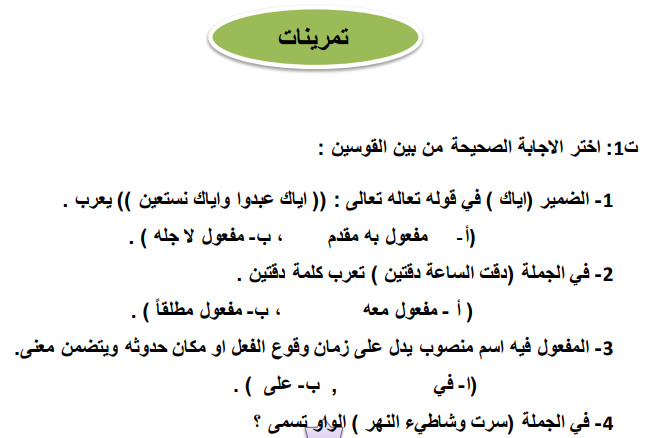 تمرينات
ت1: اختر الاجابة الصحيحة من بين القوسين :
1- الضمير (اياك ) في قوله تعاله تعالى : (( اياك عبدوا واياك نستعين )) يعرب .
(أ- مفعول به مقدم ، ب- مفعول لا جله ) .
2- في الجملة (دقت الساعة دقتين ) تعرب كلمة دقتين .
( أ - مفعول معه ، ب- مفعول مطلقاً ) .
3- المفعول فيه اسم منصوب يدل على زمان وقوع الفعل او مكان حدوثه ويتضمن معنى.
(ا- في , ب- على ) .
4- في الجملة (سرت وشاطيء النهر ) الواو تسمى ؟